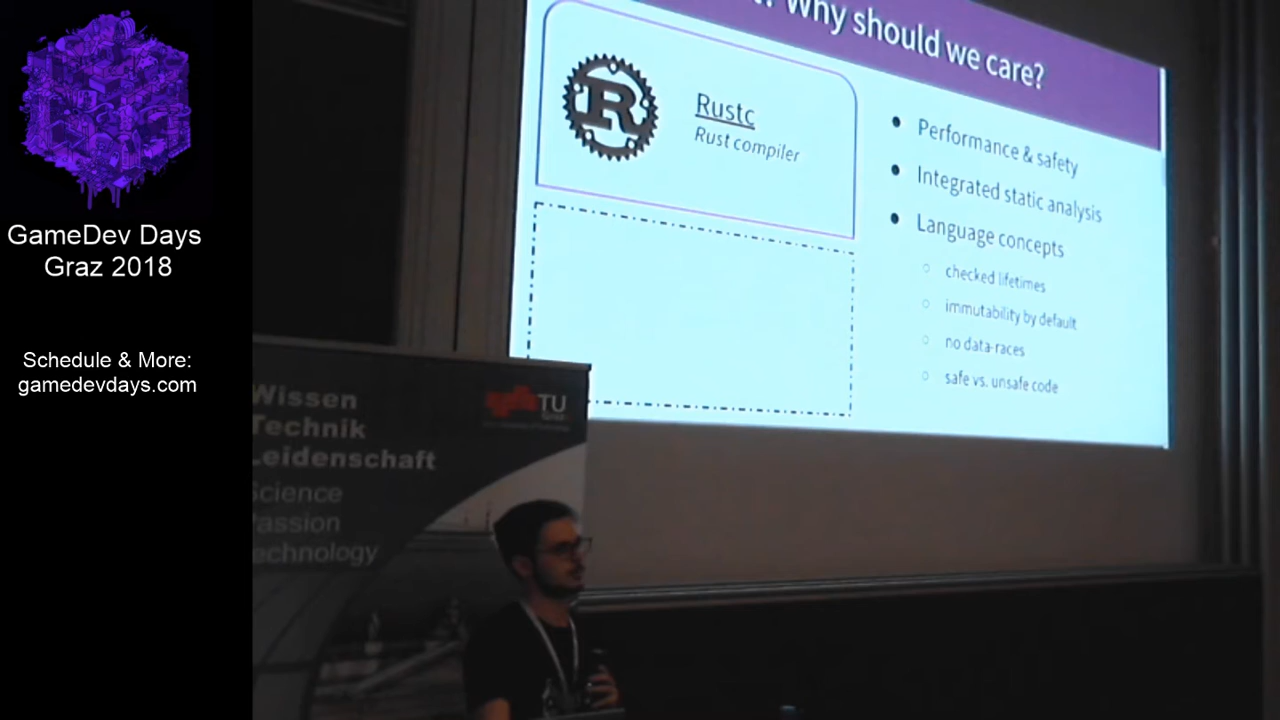 GameDev Days
Graz 2018
Schedule & More:
gamedevdays.com
Why should we care?
R
Rustc
Rust compiler
Performance & safety
Integrated static analysis
Language concepts
checked lifetimes
immutability by default
no data-races
safe vs. unsafe code
Wissen
Technik
Leidenschaft
TU
Graz
Science
Passion
Technology